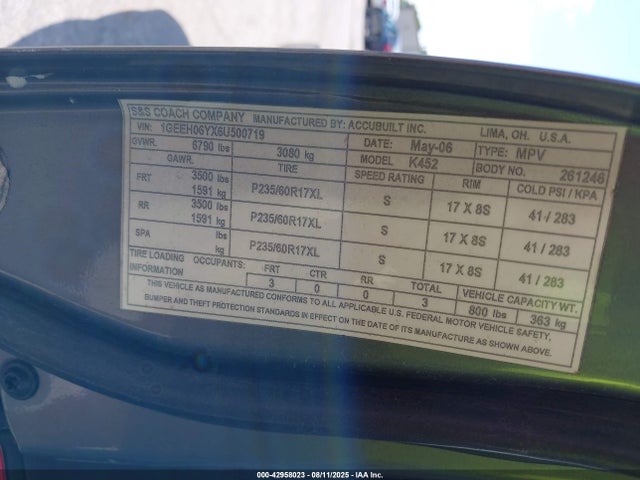 S&S COACH COMPANY MANUFACTURED BY: ACCUBUILT INC. LIMA, OH. U.S.A.
VIN: 1GEEH06YX6U500719 DATE: May-06 TYPE: MPV
GVWR. 6790 lbs 3080 kg MODEL K452 BODY NO. 261246
GAWR. TIRE SPEED RATING RIM COLD PSI / KPA
FRT 3500 lbs 1591 kg P235/60R17XL S 17 X 8S 41 / 283
RR 3500 lbs 1591 kg P235/60R17XL S 17 X 8S 41 / 283
SPA lbs kg P235/60R17XL S 17 X 8S 41 / 283
TIRE LOADING INFORMATION OCCUPANTS: FRT CTR RR TOTAL VEHICLE CAPACITY WT.
3 0 0 3 800 lbs 363 kg
THIS VEHICLE AS MANUFACTURED CONFORMS TO ALL APPLICABLE U.S. FEDERAL MOTOR VEHICLE SAFETY,
BUMPER AND THEFT PROTECTION STANDARDS IN EFFECT ON THE DATE OF ITS MANUFACTURE AS SHOWN ABOVE.
000-42958023 - 08/11/2025 - IAA Inc.